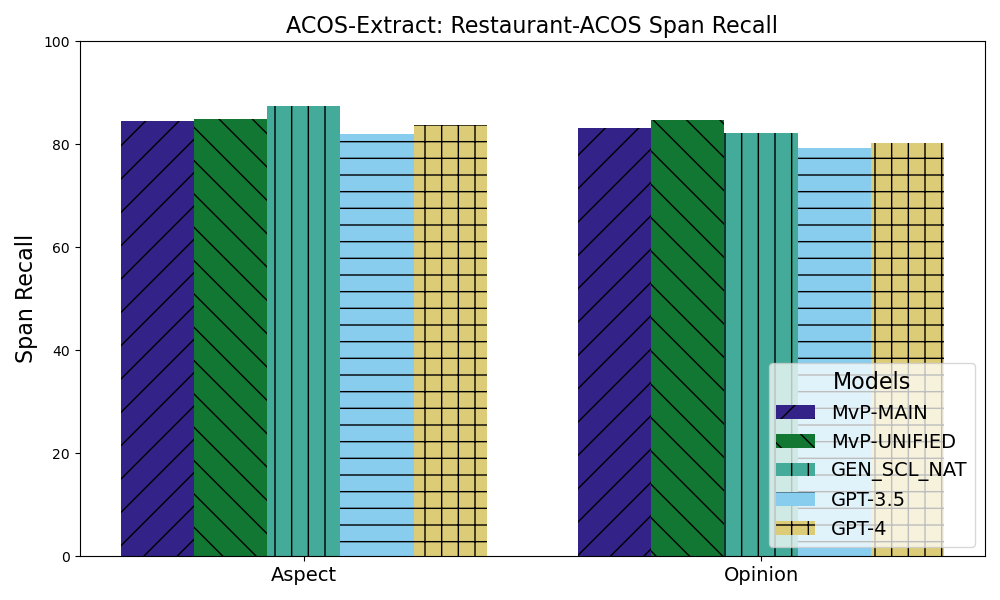 ACOS-Extract: Restaurant-ACOS Span Recall
Span Recall
100
80
60
40
20
0
Aspect
Opinion
Models
MvP-MAIN
MvP-UNIFIED
GEN_SCL_NAT
GPT-3.5
GPT-4